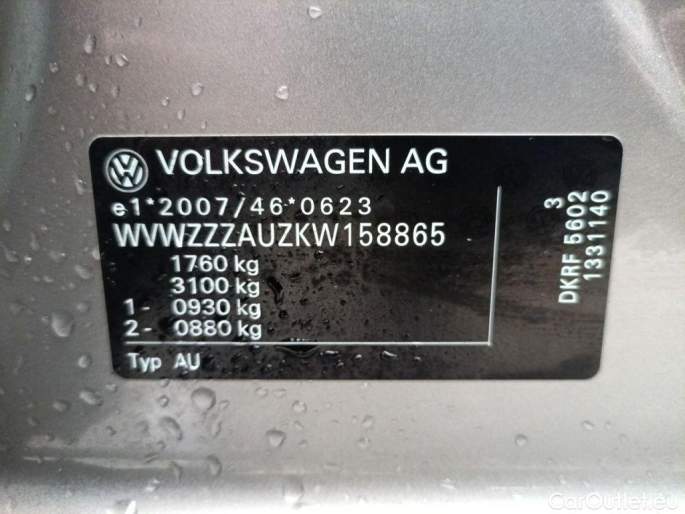 VOLKSWAGEN AG
e1*2007/46*0623
WVWZZZAUZKW158865
1760 kg
3100 kg
1- 0930 kg
2- 0880 kg
Typ AU
3
DKRF 5602
1331140
CarOutlet.eu